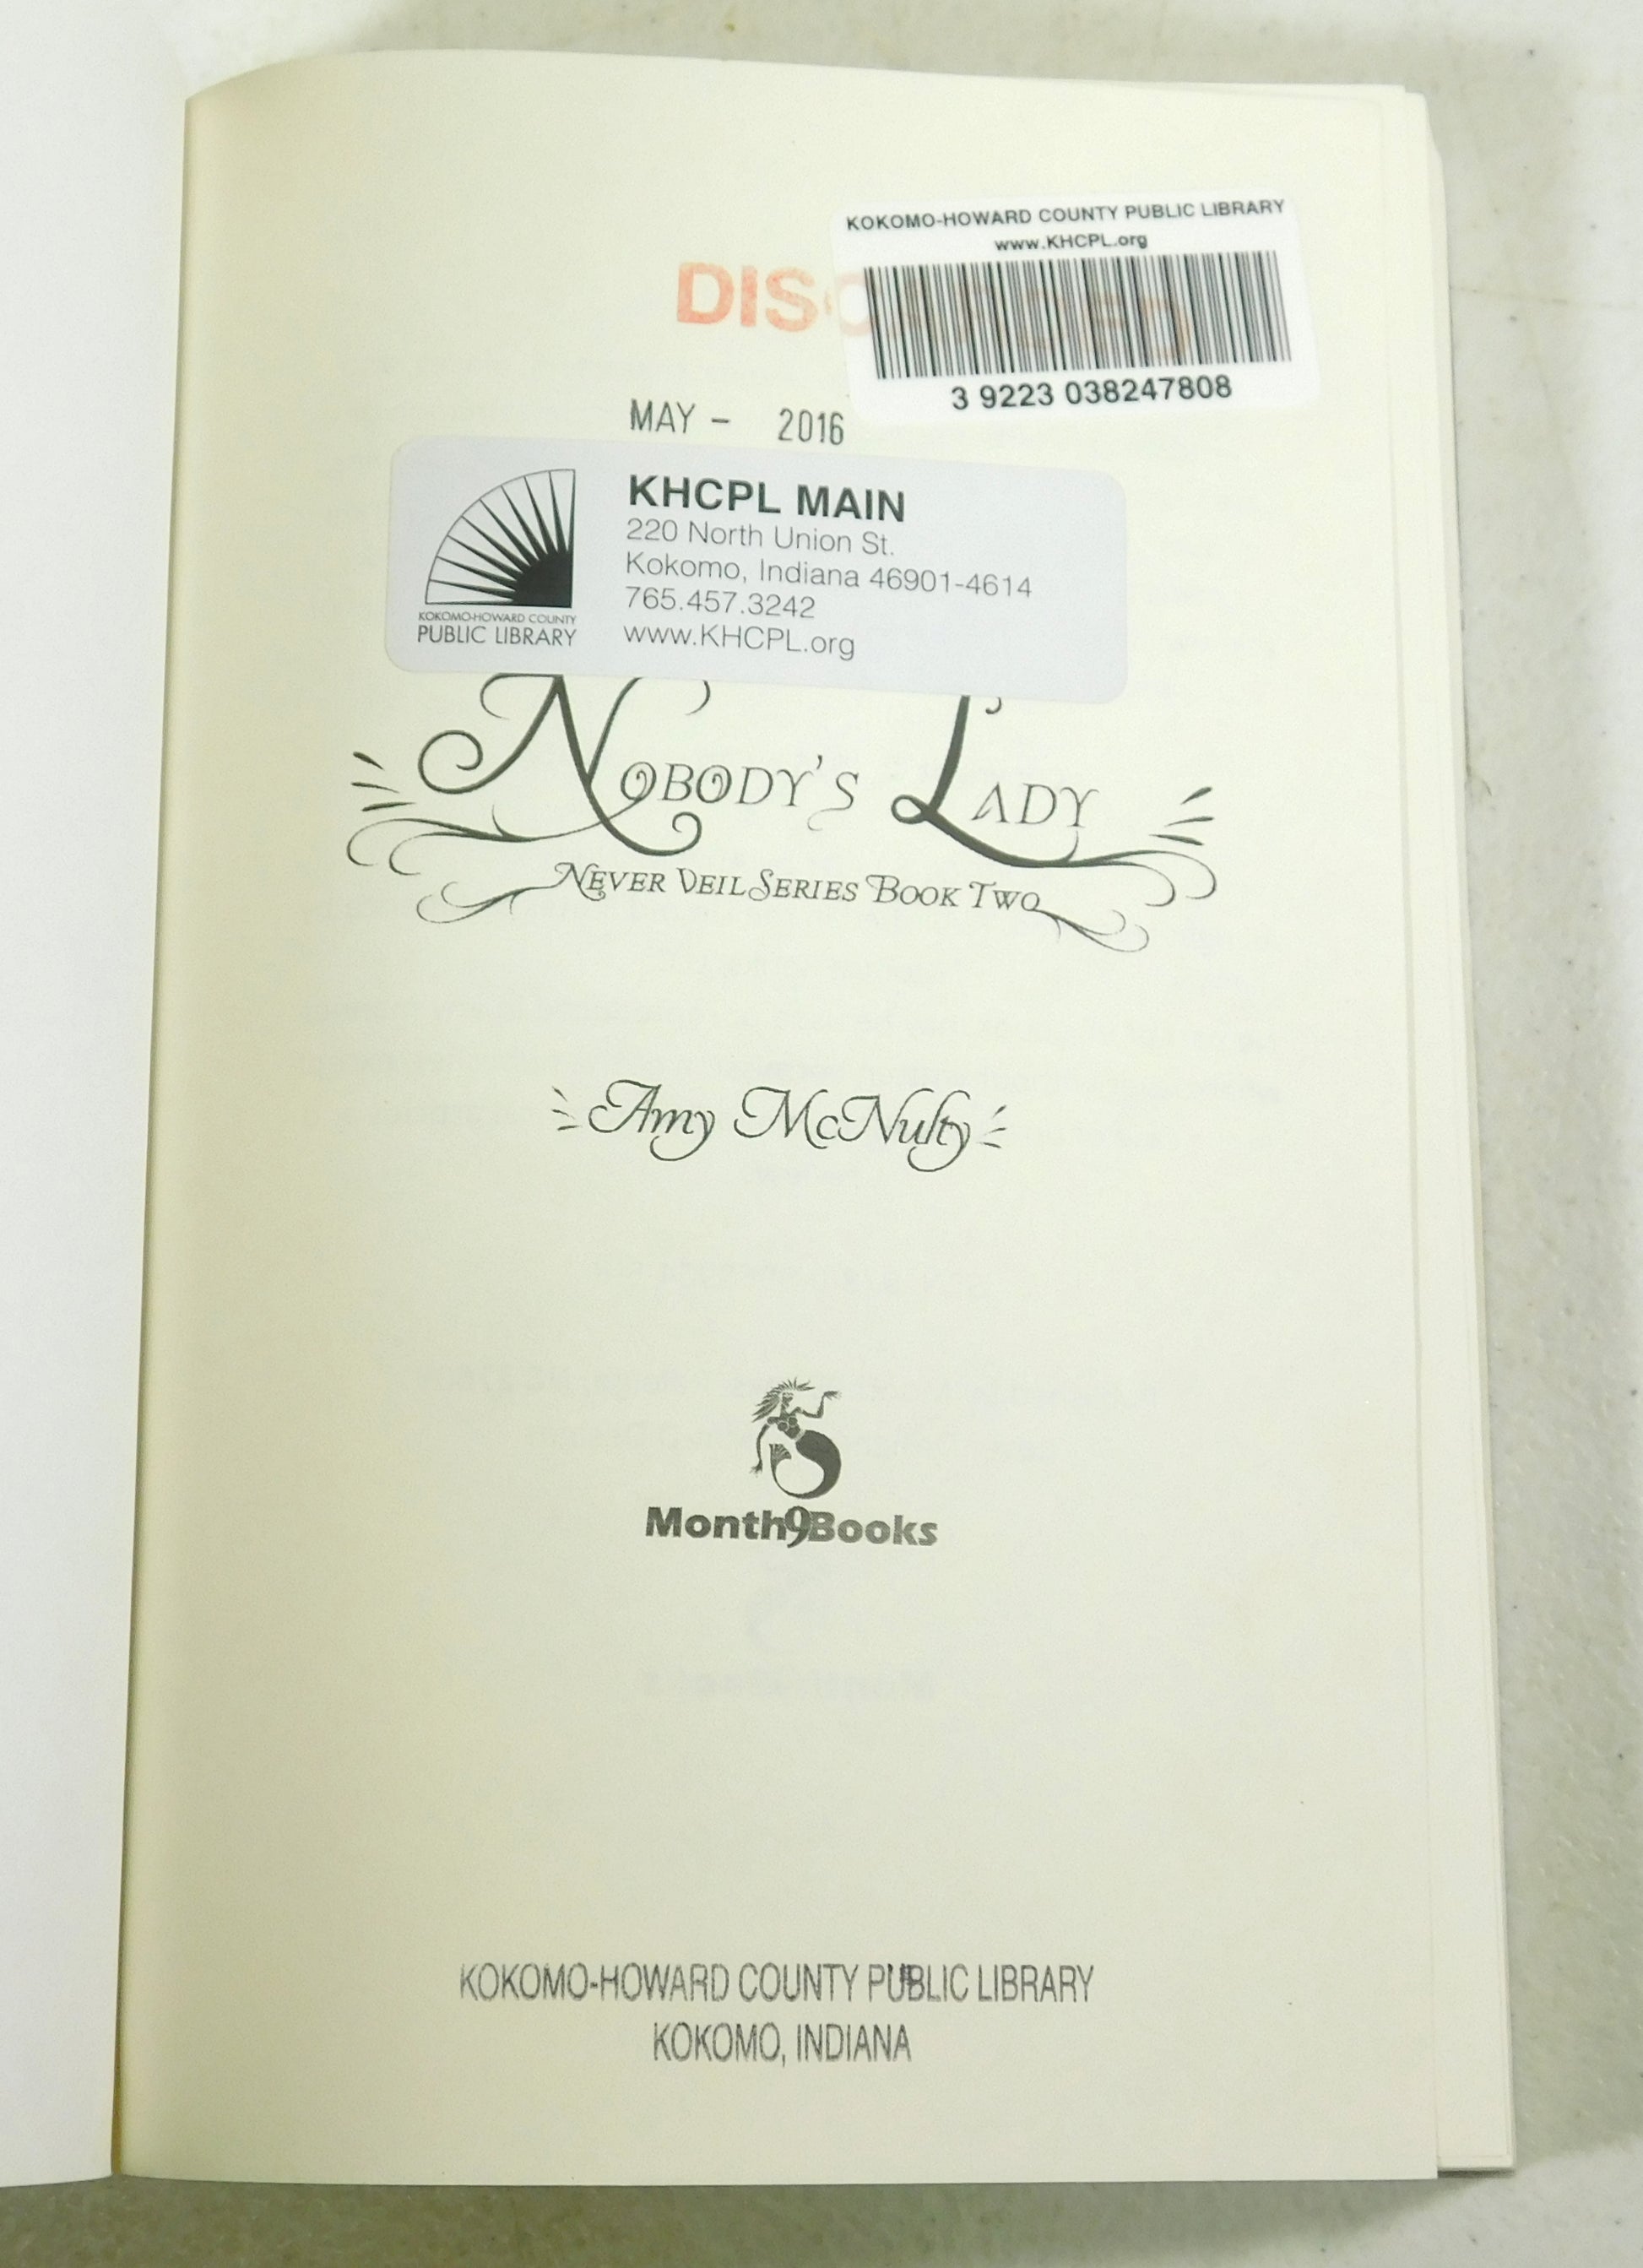 KOKOMO-HOWARD COUNTY PUBLIC LIBRARY
www.KHCPL.org
DISCARDED
3 9223 038247808
MAY - 2016
KHCPL MAIN
220 North Union St.
Kokomo, Indiana 46901-4614
765.457.3242
www.KHCPL.org
KOKOMO-HOWARD COUNTY
PUBLIC LIBRARY
NOBODY'S LADY
NEVER VEIL SERIES BOOK TWO
Amy McNulty
Month9Books
KOKOMO-HOWARD COUNTY PUBLIC LIBRARY
KOKOMO, INDIANA